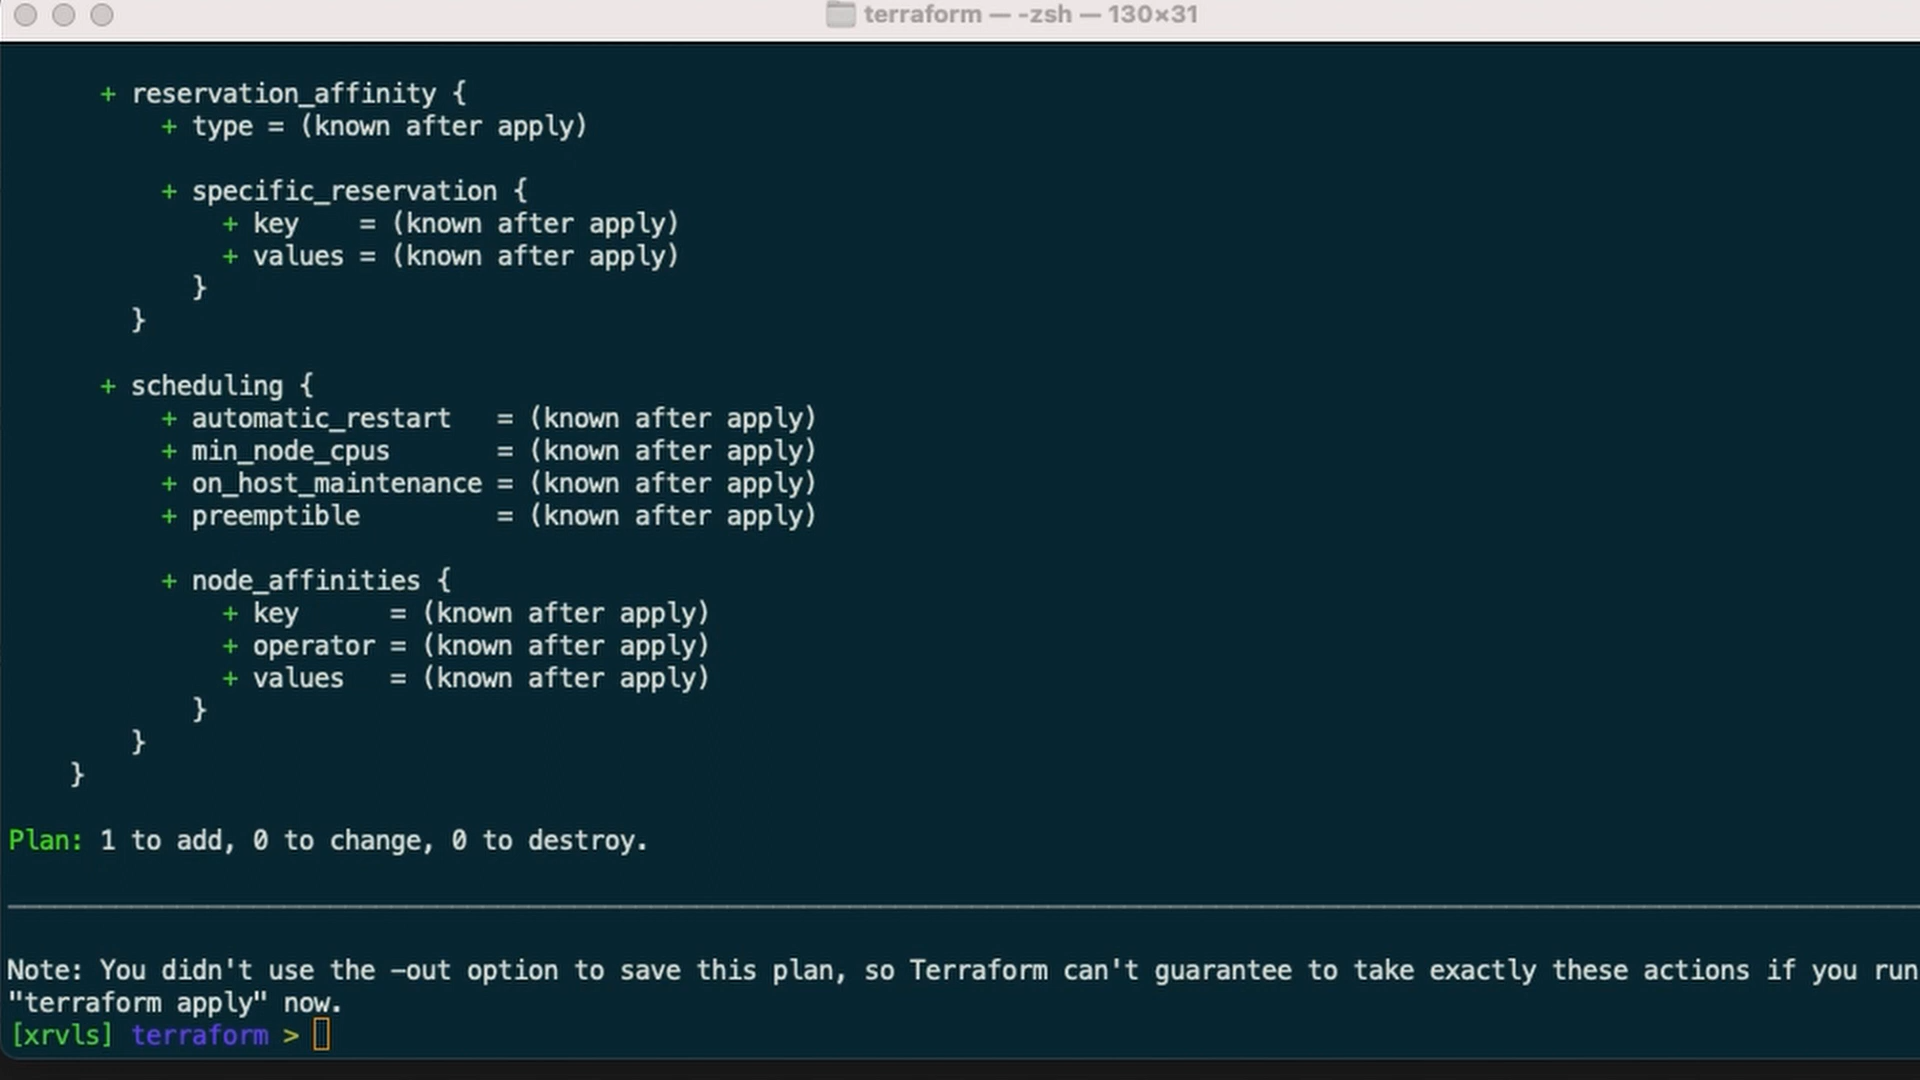 terraform — -zsh — 130×31
+ reservation_affinity {
+ type = (known after apply)
+ specific_reservation {
+ key    = (known after apply)
+ values = (known after apply)
}
}
+ scheduling {
+ automatic_restart   = (known after apply)
+ min_node_cpus       = (known after apply)
+ on_host_maintenance = (known after apply)
+ preemptible         = (known after apply)
+ node_affinities {
+ key      = (known after apply)
+ operator = (known after apply)
+ values   = (known after apply)
}
}
}
Plan: 1 to add, 0 to change, 0 to destroy.
Note: You didn't use the -out option to save this plan, so Terraform can't guarantee to take exactly these actions if you run
"terraform apply" now.
[xrvls] terraform >